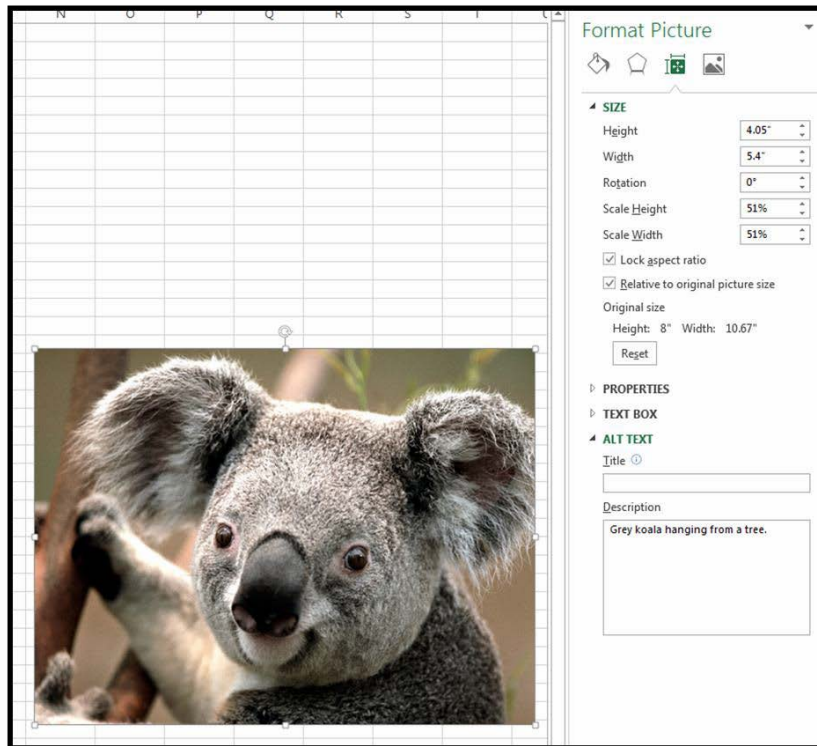 N O P Q R S T
Format Picture
SIZE
Height 4.05"
Width 5.4"
Rotation 0°
Scale Height 51%
Scale Width 51%
Lock aspect ratio
Relative to original picture size
Original size
Height: 8" Width: 10.67"
Reset
PROPERTIES
TEXT BOX
ALT TEXT
Title
Description
Grey koala hanging from a tree.